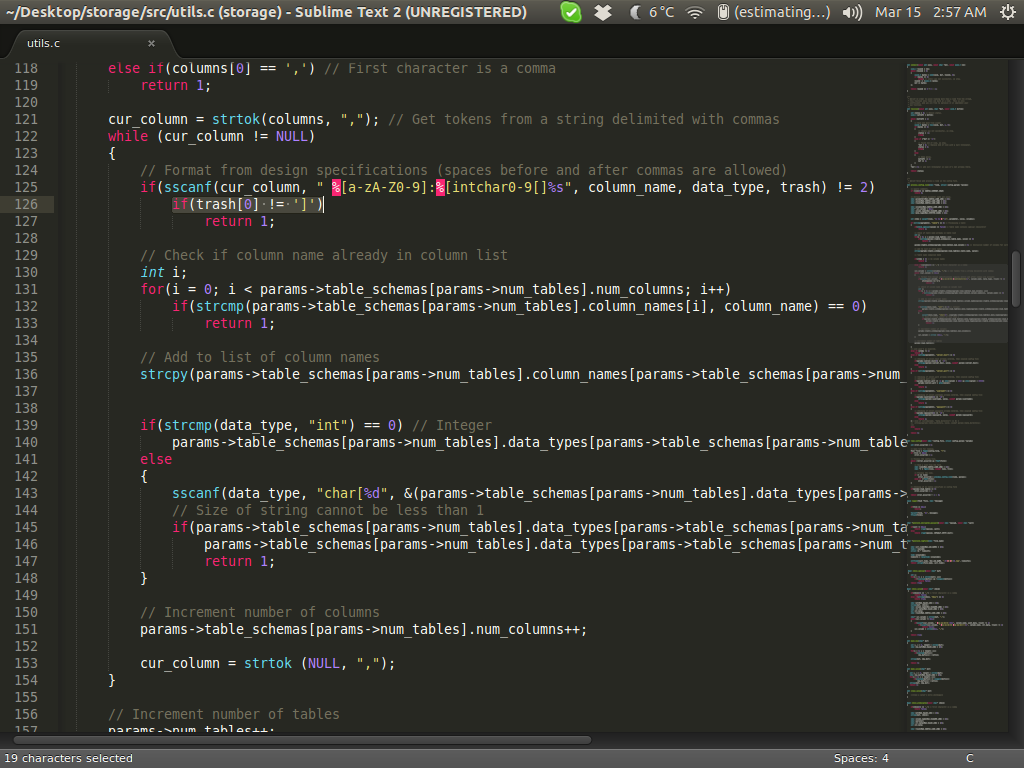 ~/Desktop/storage/src/utils.c (storage) - Sublime Text 2 (UNREGISTERED) 6 °C (estimating...) Mar 15 2:57 AM
utils.c ×
118 else if(columns[0] == ',') // First character is a comma
119 return 1;
120
121 cur_column = strtok(columns, ","); // Get tokens from a string delimited with commas
122 while (cur_column != NULL)
123 {
124 // Format from design specifications (spaces before and after commas are allowed)
125 if(sscanf(cur_column, " %[a-zA-Z0-9]:%[intchar0-9[]%s", column_name, data_type, trash) != 2)
126 if(trash[0] != ']')
127 return 1;
128
129 // Check if column name already in column list
130 int i;
131 for(i = 0; i < params->table_schemas[params->num_tables].num_columns; i++)
132 if(strcmp(params->table_schemas[params->num_tables].column_names[i], column_name) == 0)
133 return 1;
134
135 // Add to list of column names
136 strcpy(params->table_schemas[params->num_tables].column_names[params->table_schemas[params->num_
137
138
139 if(strcmp(data_type, "int") == 0) // Integer
140 params->table_schemas[params->num_tables].data_types[params->table_schemas[params->num_table
141 else
142 {
143 sscanf(data_type, "char[%d", &(params->table_schemas[params->num_tables].data_types[params->
144 // Size of string cannot be less than 1
145 if(params->table_schemas[params->num_tables].data_types[params->table_schemas[params->num_ta
146 params->table_schemas[params->num_tables].data_types[params->table_schemas[params->num_t
147 return 1;
148 }
149
150 // Increment number of columns
151 params->table_schemas[params->num_tables].num_columns++;
152
153 cur_column = strtok (NULL, ",");
154 }
155
156 // Increment number of tables
157 params->num_tables++;
19 characters selected Spaces: 4 C